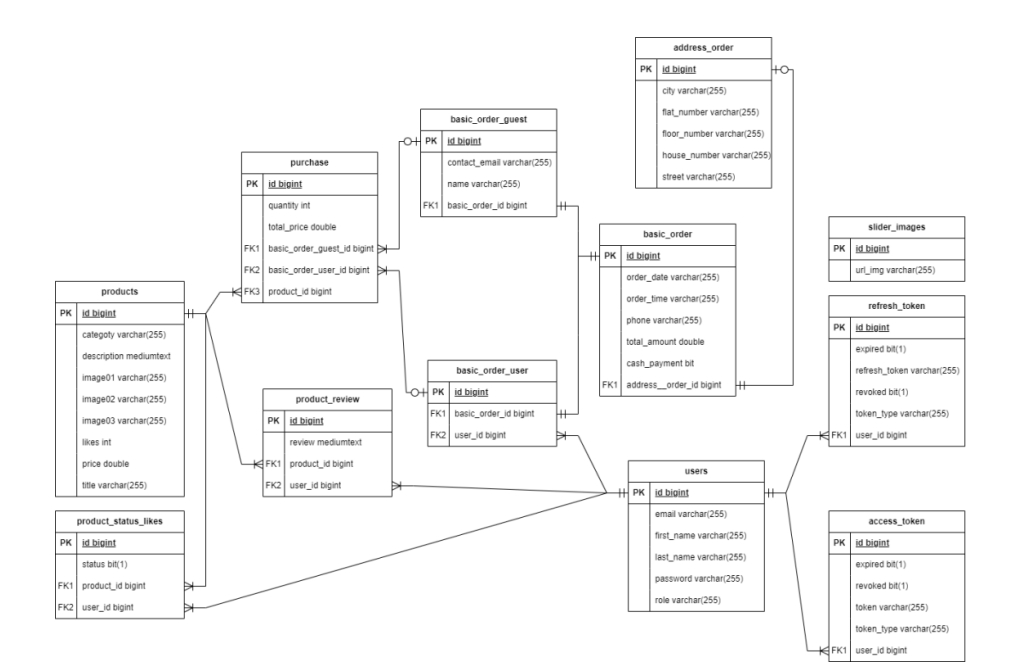 address_order
PK id bigint
city varchar(255)
flat_number varchar(255)
floor_number varchar(255)
house_number varchar(255)
street varchar(255)
basic_order_guest
PK id bigint
contact_email varchar(255)
name varchar(255)
FK1 basic_order_id bigint
purchase
PK id bigint
quantity int
total_price double
FK1 basic_order_guest_id bigint
FK2 basic_order_user_id bigint
FK3 product_id bigint
basic_order
PK id bigint
order_date varchar(255)
order_time varchar(255)
phone varchar(255)
total_amount double
cash_payment bit
FK1 address__order_id bigint
slider_images
PK id bigint
url_img varchar(255)
products
PK id bigint
categoty varchar(255)
description mediumtext
image01 varchar(255)
image02 varchar(255)
image03 varchar(255)
likes int
price double
title varchar(255)
refresh_token
PK id bigint
expired bit(1)
refresh_token varchar(255)
revoked bit(1)
token_type varchar(255)
FK1 user_id bigint
basic_order_user
PK id bigint
FK1 basic_order_id bigint
FK2 user_id bigint
product_review
PK id bigint
review mediumtext
FK1 product_id bigint
FK2 user_id bigint
users
PK id bigint
email varchar(255)
first_name varchar(255)
last_name varchar(255)
password varchar(255)
role varchar(255)
product_status_likes
PK id bigint
status bit(1)
FK1 product_id bigint
FK2 user_id bigint
access_token
PK id bigint
expired bit(1)
revoked bit(1)
token varchar(255)
token_type varchar(255)
FK1 user_id bigint